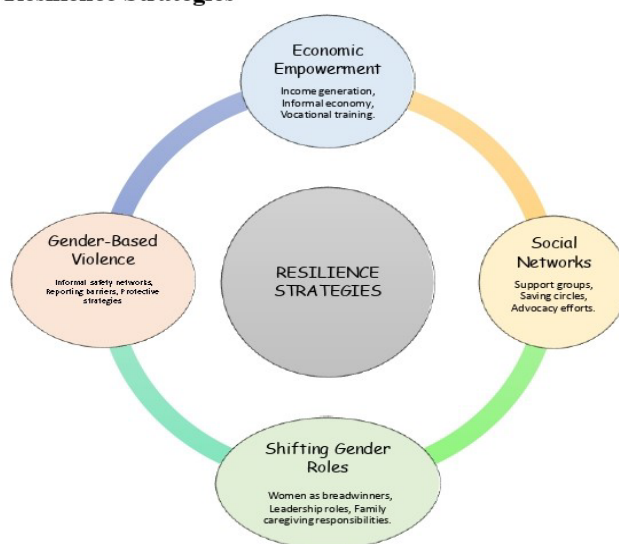 Resilience Strategies
Economic
Empowerment
Income generation,
Informal economy,
Vocational training.
Gender-Based
Violence
Informal safety networks,
Reporting barriers, Protective
strategies
RESILIENCE
STRATEGIES
Social
Networks
Support groups,
Saving circles,
Advocacy efforts.
Shifting Gender
Roles
Women as breadwinners,
Leadership roles, Family
caregiving responsibilities.